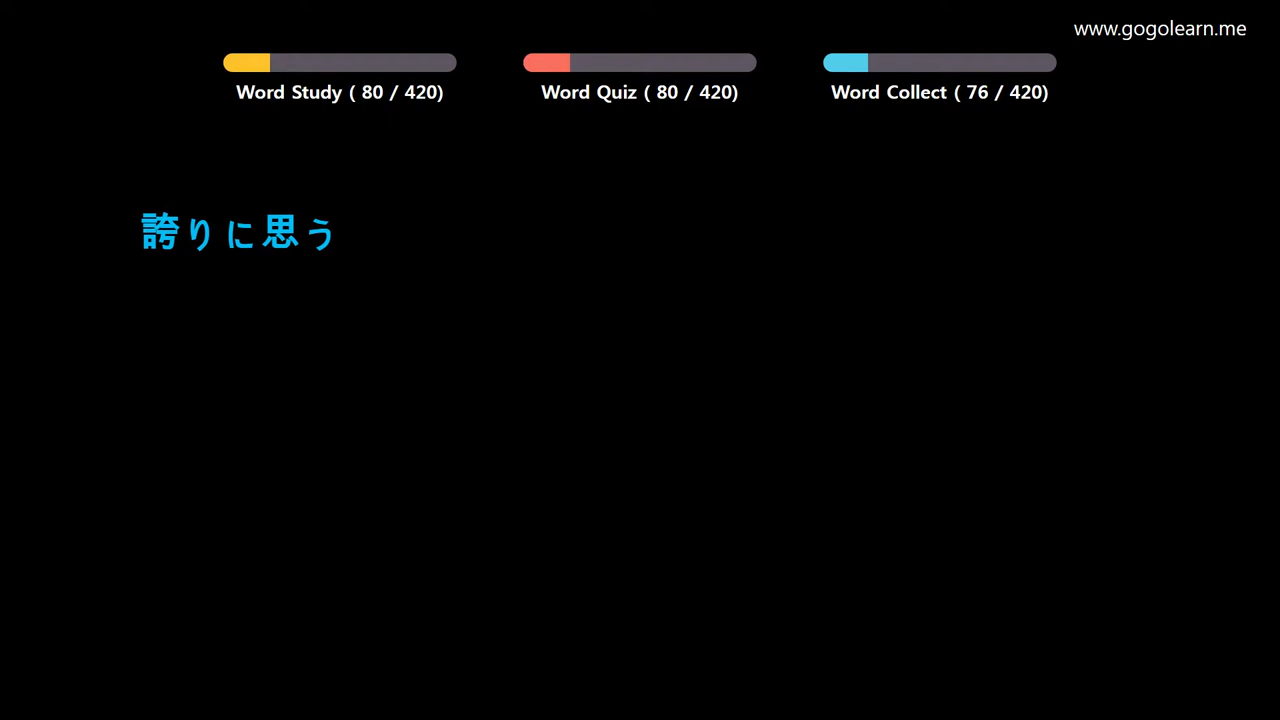 www.gogolearn.me
Word Study ( 80 / 420)
Word Quiz ( 80 / 420)
Word Collect ( 76 / 420)
誇りに思う